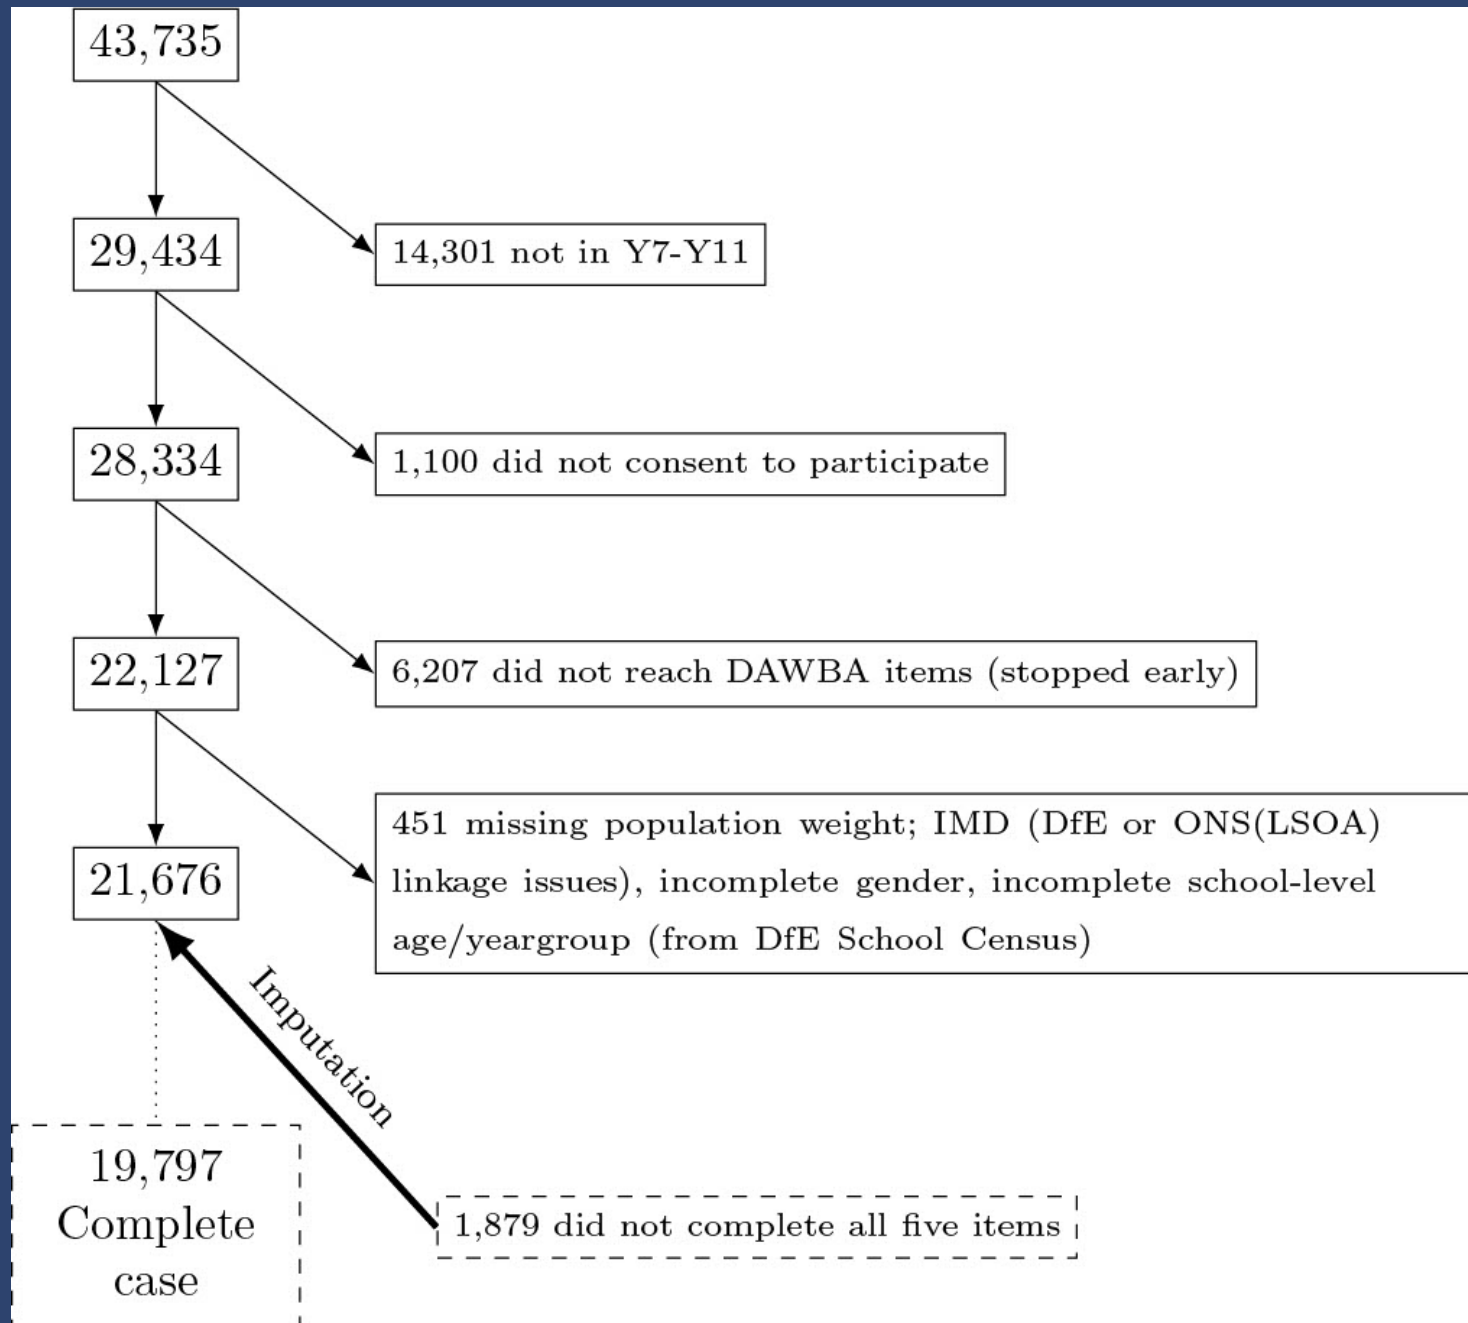 43,735
29,434
14,301 not in Y7-Y11
28,334
1,100 did not consent to participate
22,127
6,207 did not reach DAWBA items (stopped early)
21,676
451 missing population weight; IMD (DfE or ONS(LSOA)
linkage issues), incomplete gender, incomplete school-level
age/yeargroup (from DfE School Census)
Imputation
19,797
Complete
case
1,879 did not complete all five items